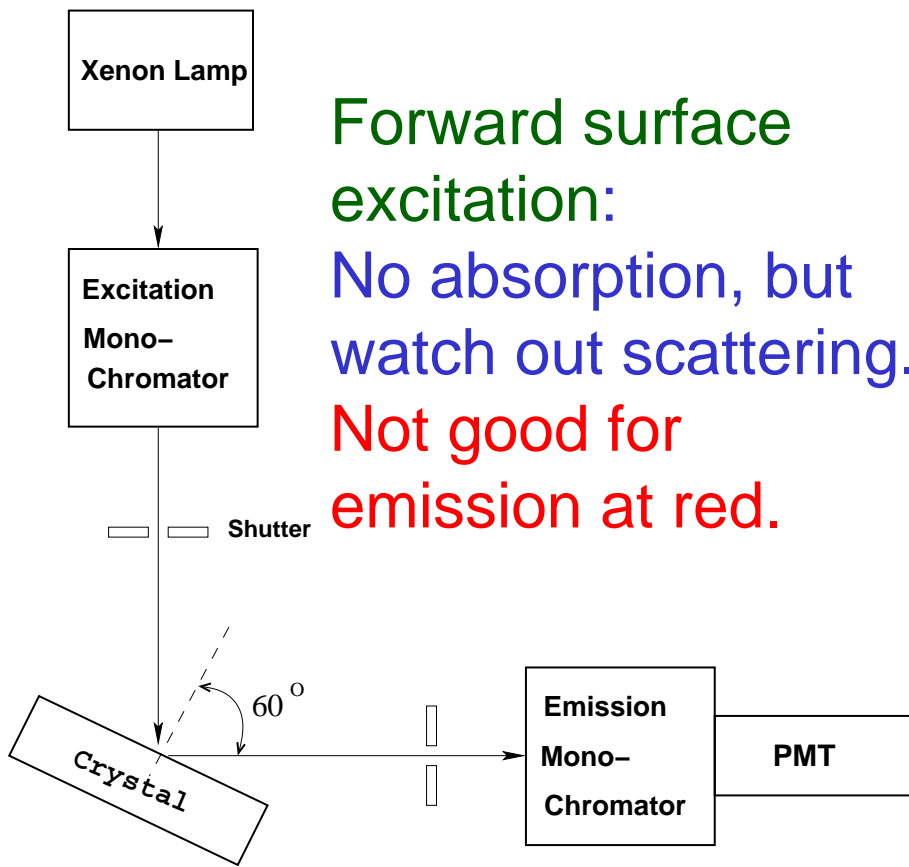 Xenon Lamp
Forward surface
excitation:
No absorption, but
watch out scattering.
Not good for
emission at red.
Excitation
Mono–
Chromator
Shutter
60 O
Crystal
Emission
Mono–
Chromator
PMT